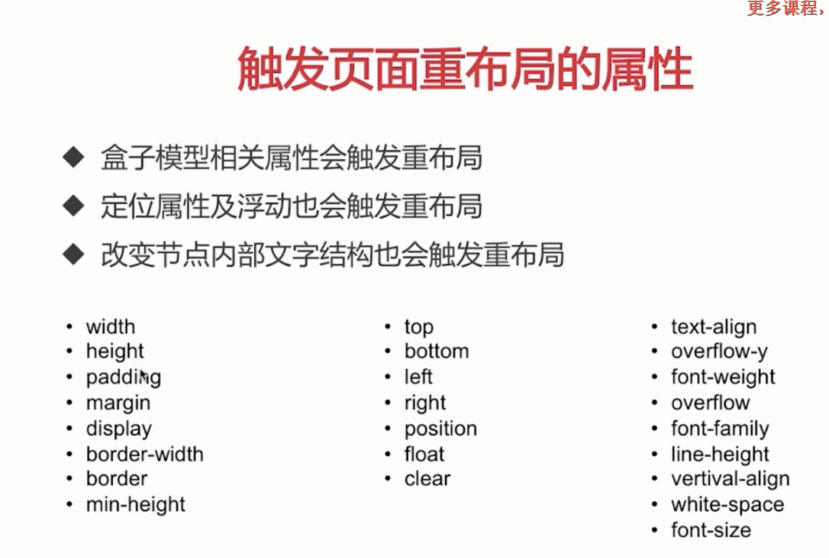 更多课程,
触发页面重布局的属性
◆ 盒子模型相关属性会触发重布局
◆ 定位属性及浮动也会触发重布局
◆ 改变节点内部文字结构也会触发重布局
• width
• height
• padding
• margin
• display
• border-width
• border
• min-height
• top
• bottom
• left
• right
• position
• float
• clear
• text-align
• overflow-y
• font-weight
• overflow
• font-family
• line-height
• vertival-align
• white-space
• font-size